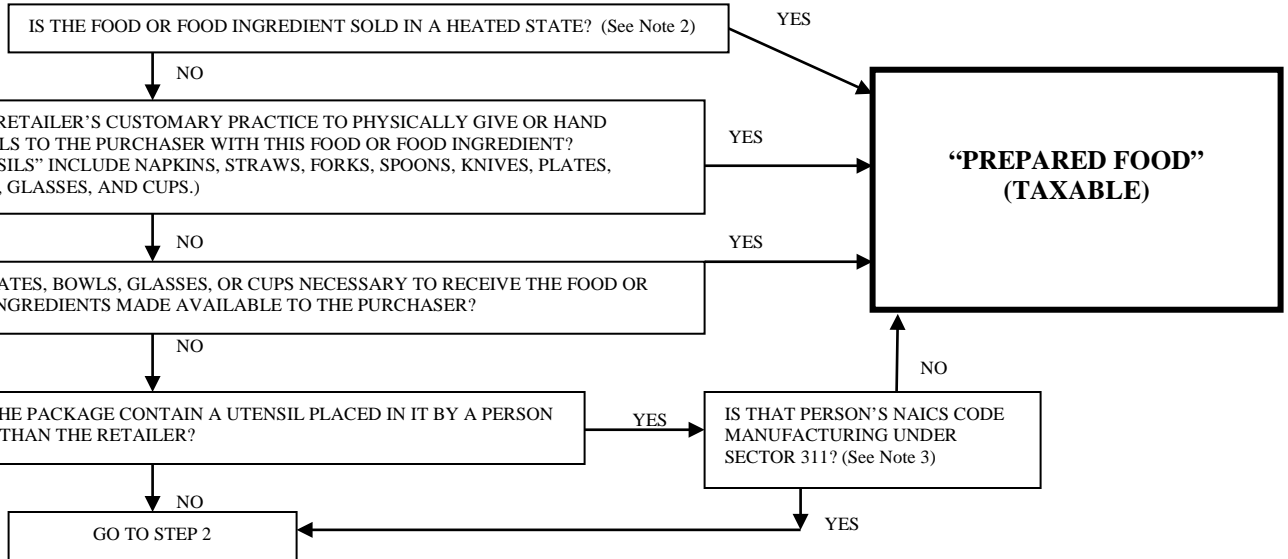 IS THE FOOD OR FOOD INGREDIENT SOLD IN A HEATED STATE? (See Note 2)
YES
NO
RETAILER'S CUSTOMARY PRACTICE TO PHYSICALLY GIVE OR HAND
LS TO THE PURCHASER WITH THIS FOOD OR FOOD INGREDIENT?
SILS” INCLUDE NAPKINS, STRAWS, FORKS, SPOONS, KNIVES, PLATES,
, GLASSES, AND CUPS.)
YES
“PREPARED FOOD”
(TAXABLE)
NO
YES
ATES, BOWLS, GLASSES, OR CUPS NECESSARY TO RECEIVE THE FOOD OR
NGREDIENTS MADE AVAILABLE TO THE PURCHASER?
NO
NO
HE PACKAGE CONTAIN A UTENSIL PLACED IN IT BY A PERSON
THAN THE RETAILER?
YES
IS THAT PERSON'S NAICS CODE
MANUFACTURING UNDER
SECTOR 311? (See Note 3)
NO
YES
GO TO STEP 2